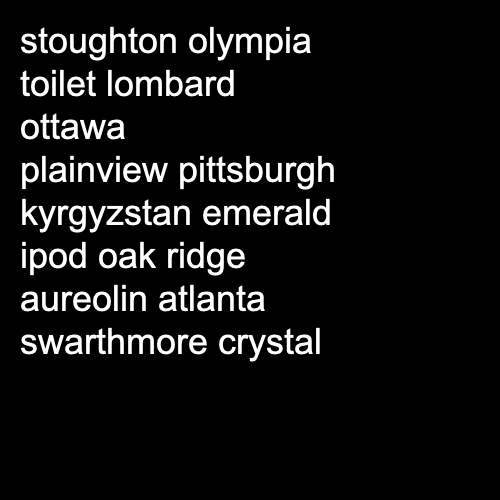 stoughton olympia
toilet lombard
ottawa
plainview pittsburgh
kyrgyzstan emerald
ipod oak ridge
aureolin atlanta
swarthmore crystal